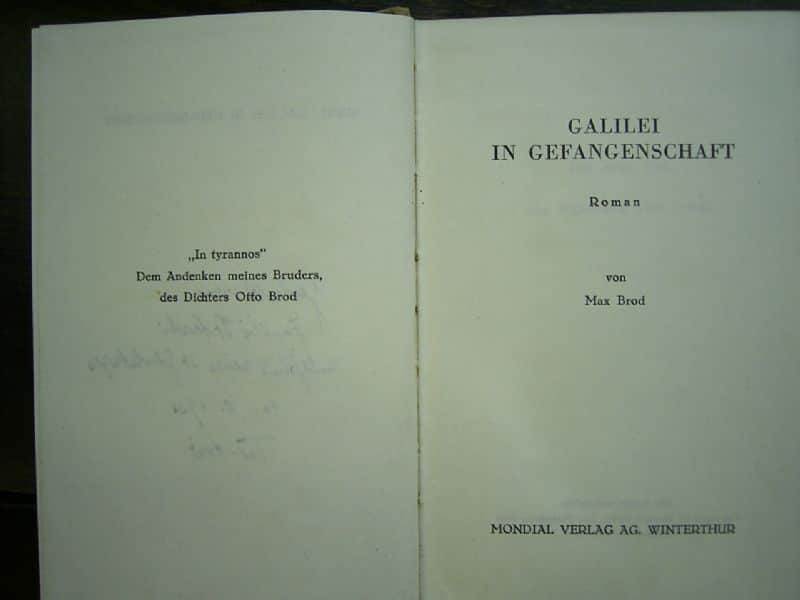 „In tyrannos“
Dem Andenken meines Bruders,
des Dichters Otto Brod
GALILEI
IN GEFANGENSCHAFT
Roman
von
Max Brod
MONDIAL VERLAG AG. WINTERTHUR